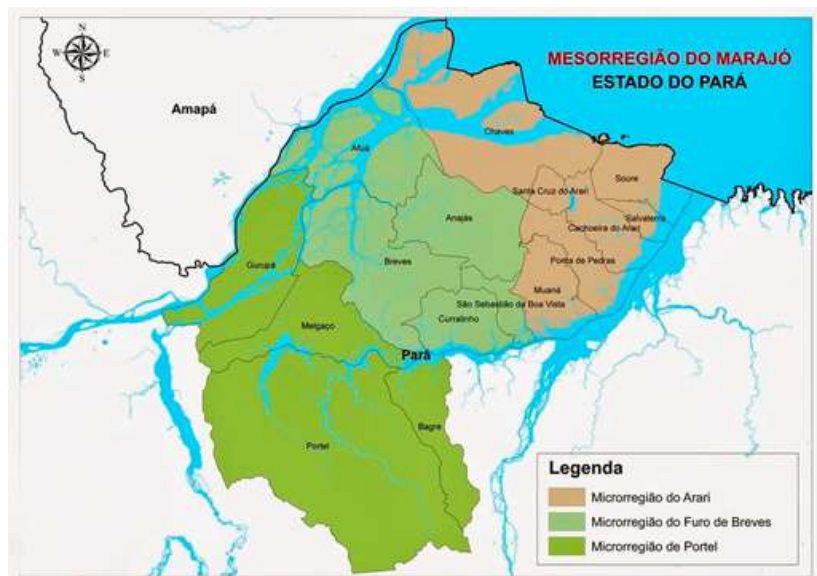 N
W
E
S
MESORREGIÃO DO MARAJÓ
ESTADO DO PARÁ
Amapá
Chaves
Afuá
Santa Cruz do Arari
Soure
Anajás
Salvaterra
Cachoeira do Arari
Gurupá
Breves
Ponta de Pedras
Muaná
São Sebastião da Boa Vista
Melgaço
Curralinho
Pará
Bagre
Portel
Legenda
Microrregião do Arari
Microrregião do Furo de Breves
Microrregião de Portel